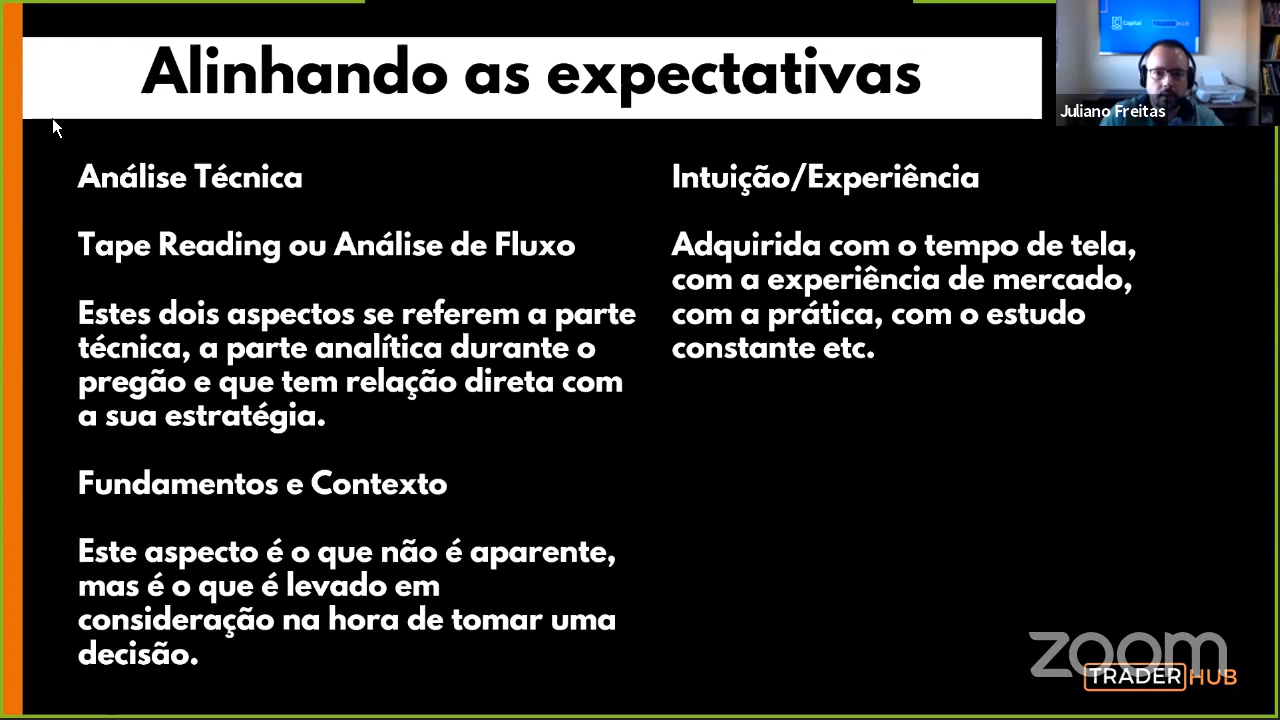 Alinhando as expectativas
Capital
Juliano Freitas
Análise Técnica
Tape Reading ou Análise de Fluxo
Estes dois aspectos se referem a parte
técnica, a parte analítica durante o
pregão e que tem relação direta com
a sua estratégia.
Fundamentos e Contexto
Este aspecto é o que não é aparente,
mas é o que é levado em
consideração na hora de tomar uma
decisão.
Intuição/Experiência
Adquirida com o tempo de tela,
com a experiência de mercado,
com a prática, com o estudo
constante etc.
zoom
TRADER HUB